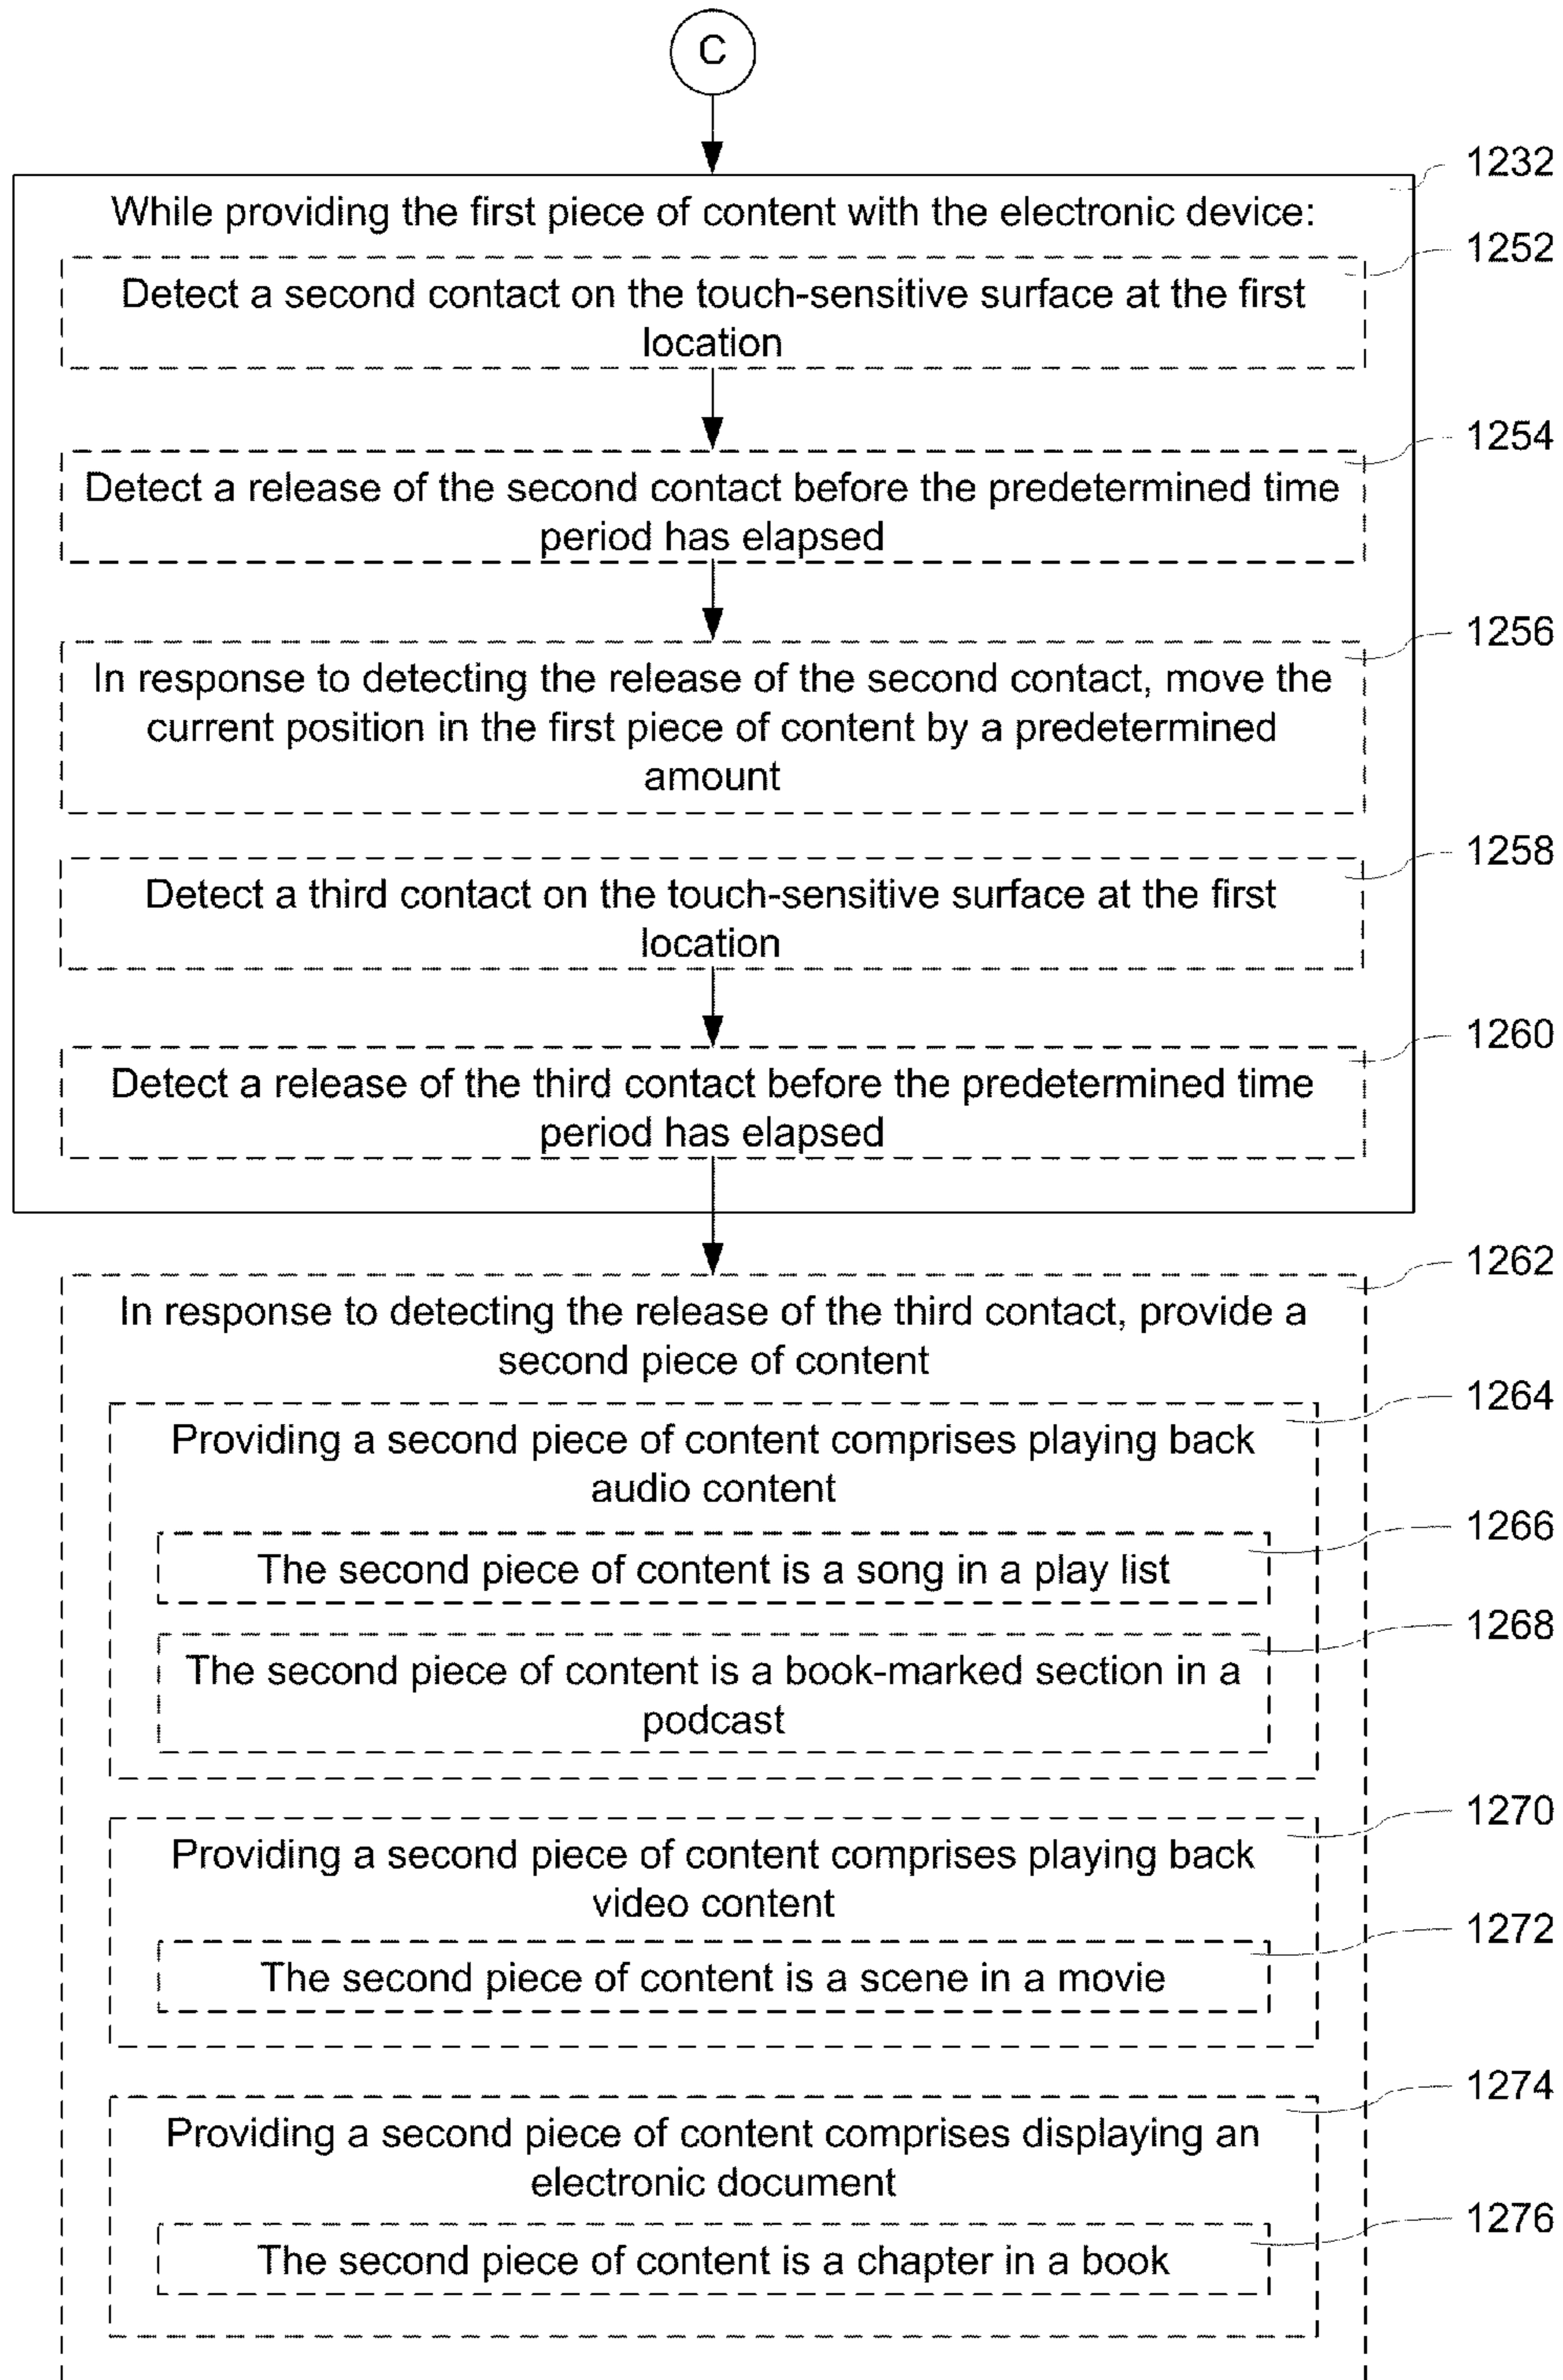 C
1232
While providing the first piece of content with the electronic device:
1252
Detect a second contact on the touch-sensitive surface at the first
location
1254
Detect a release of the second contact before the predetermined time
period has elapsed
1256
In response to detecting the release of the second contact, move the
current position in the first piece of content by a predetermined
amount
1258
Detect a third contact on the touch-sensitive surface at the first
location
1260
Detect a release of the third contact before the predetermined time
period has elapsed
1262
In response to detecting the release of the third contact, provide a
second piece of content
1264
Providing a second piece of content comprises playing back
audio content
1266
The second piece of content is a song in a play list
1268
The second piece of content is a book-marked section in a
podcast
1270
Providing a second piece of content comprises playing back
video content
1272
The second piece of content is a scene in a movie
1274
Providing a second piece of content comprises displaying an
electronic document
1276
The second piece of content is a chapter in a book